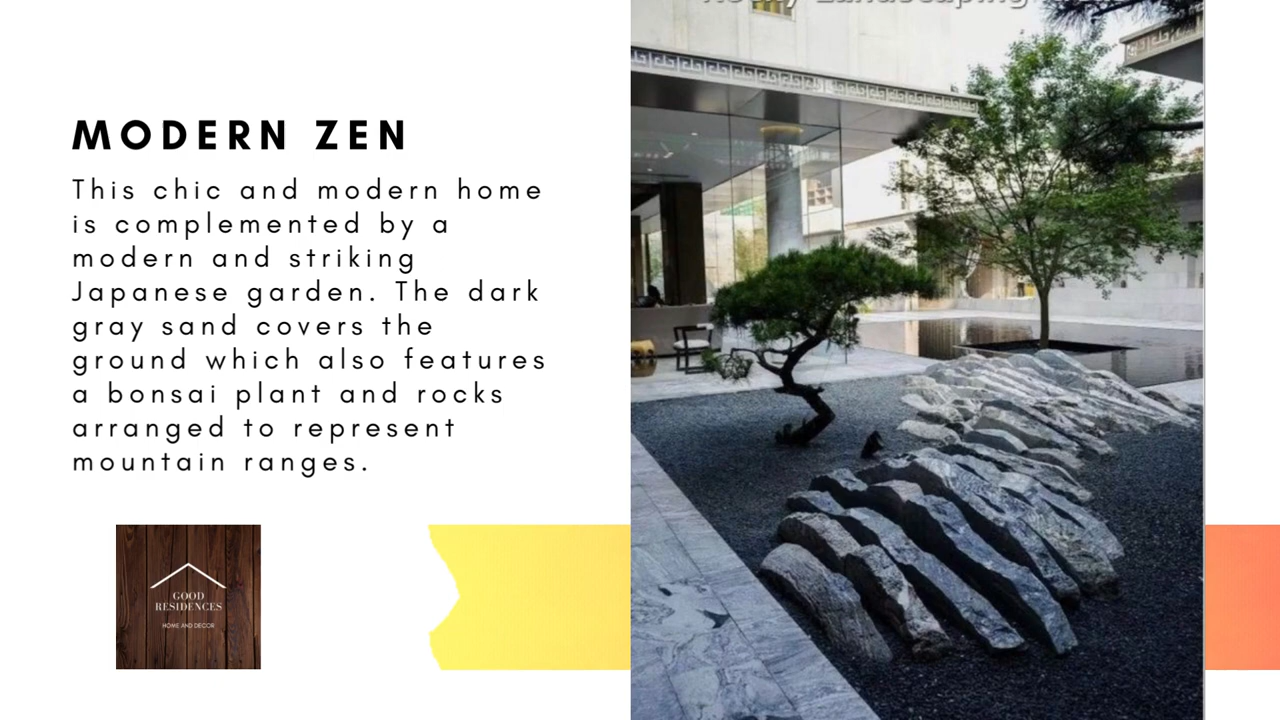 MODERN ZEN
This chic and modern home
is complemented by a
modern and striking
Japanese garden. The dark
gray sand covers the
ground which also features
a bonsai plant and rocks
arranged to represent
mountain ranges.
GOOD
RESIDENCES
HOME AND DECOR
Rocky Landscaping